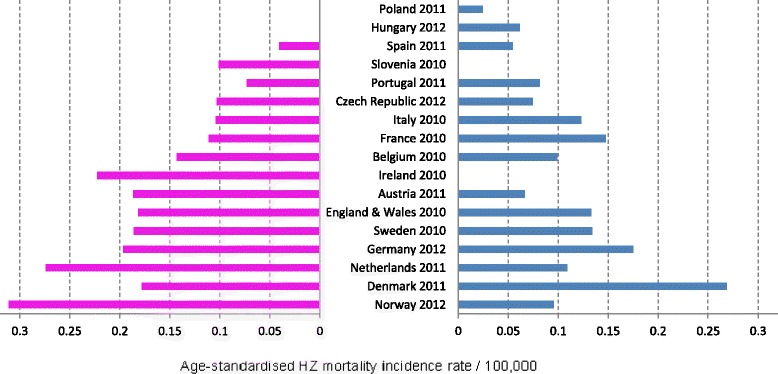 Poland 2011
Hungary 2012
Spain 2011
Slovenia 2010
Portugal 2011
Czech Republic 2012
Italy 2010
France 2010
Belgium 2010
Ireland 2010
Austria 2011
England & Wales 2010
Sweden 2010
Germany 2012
Netherlands 2011
Denmark 2011
Norway 2012
0.3 0.25 0.2 0.15 0.1 0.05 0 0 0.05 0.1 0.15 0.2 0.25 0.3
Age-standardised HZ mortality incidence rate / 100,000